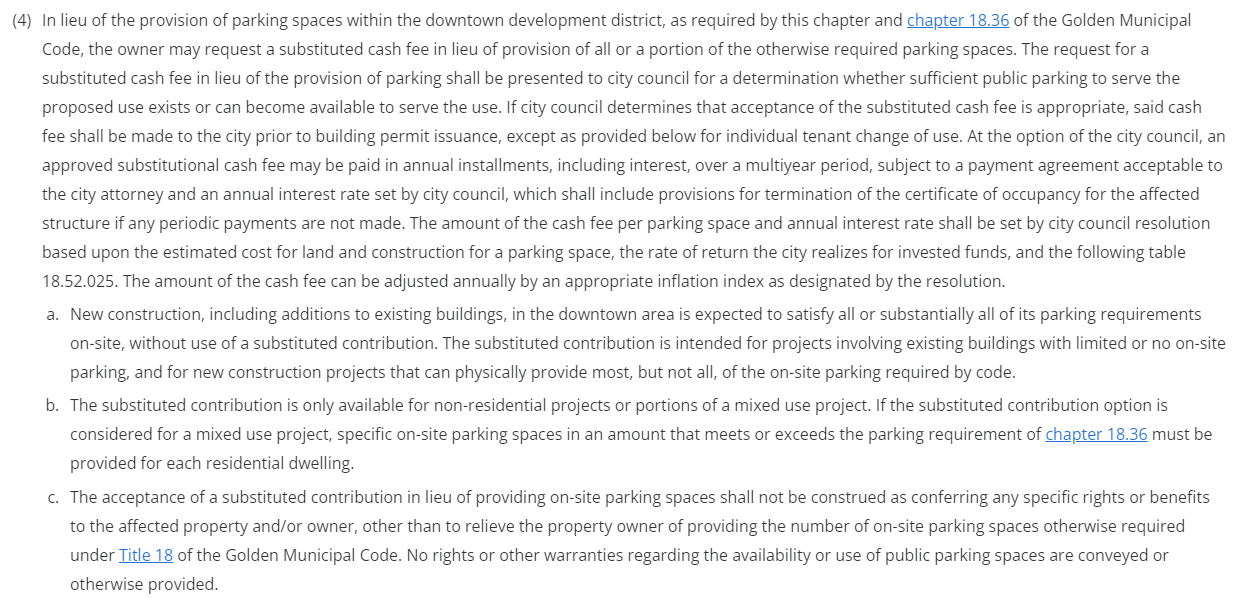 (4) In lieu of the provision of parking spaces within the downtown development district, as required by this chapter and chapter 18.36 of the Golden Municipal
Code, the owner may request a substituted cash fee in lieu of provision of all or a portion of the otherwise required parking spaces. The request for a
substituted cash fee in lieu of the provision of parking shall be presented to city council for a determination whether sufficient public parking to serve the
proposed use exists or can become available to serve the use. If city council determines that acceptance of the substituted cash fee is appropriate, said cash
fee shall be made to the city prior to building permit issuance, except as provided below for individual tenant change of use. At the option of the city council, an
approved substitutional cash fee may be paid in annual installments, including interest, over a multiyear period, subject to a payment agreement acceptable to
the city attorney and an annual interest rate set by city council, which shall include provisions for termination of the certificate of occupancy for the affected
structure if any periodic payments are not made. The amount of the cash fee per parking space and annual interest rate shall be set by city council resolution
based upon the estimated cost for land and construction for a parking space, the rate of return the city realizes for invested funds, and the following table
18.52.025. The amount of the cash fee can be adjusted annually by an appropriate inflation index as designated by the resolution.
a. New construction, including additions to existing buildings, in the downtown area is expected to satisfy all or substantially all of its parking requirements
on-site, without use of a substituted contribution. The substituted contribution is intended for projects involving existing buildings with limited or no on-site
parking, and for new construction projects that can physically provide most, but not all, of the on-site parking required by code.
b. The substituted contribution is only available for non-residential projects or portions of a mixed use project. If the substituted contribution option is
considered for a mixed use project, specific on-site parking spaces in an amount that meets or exceeds the parking requirement of chapter 18.36 must be
provided for each residential dwelling.
c. The acceptance of a substituted contribution in lieu of providing on-site parking spaces shall not be construed as conferring any specific rights or benefits
to the affected property and/or owner, other than to relieve the property owner of providing the number of on-site parking spaces otherwise required
under Title 18 of the Golden Municipal Code. No rights or other warranties regarding the availability or use of public parking spaces are conveyed or
otherwise provided.